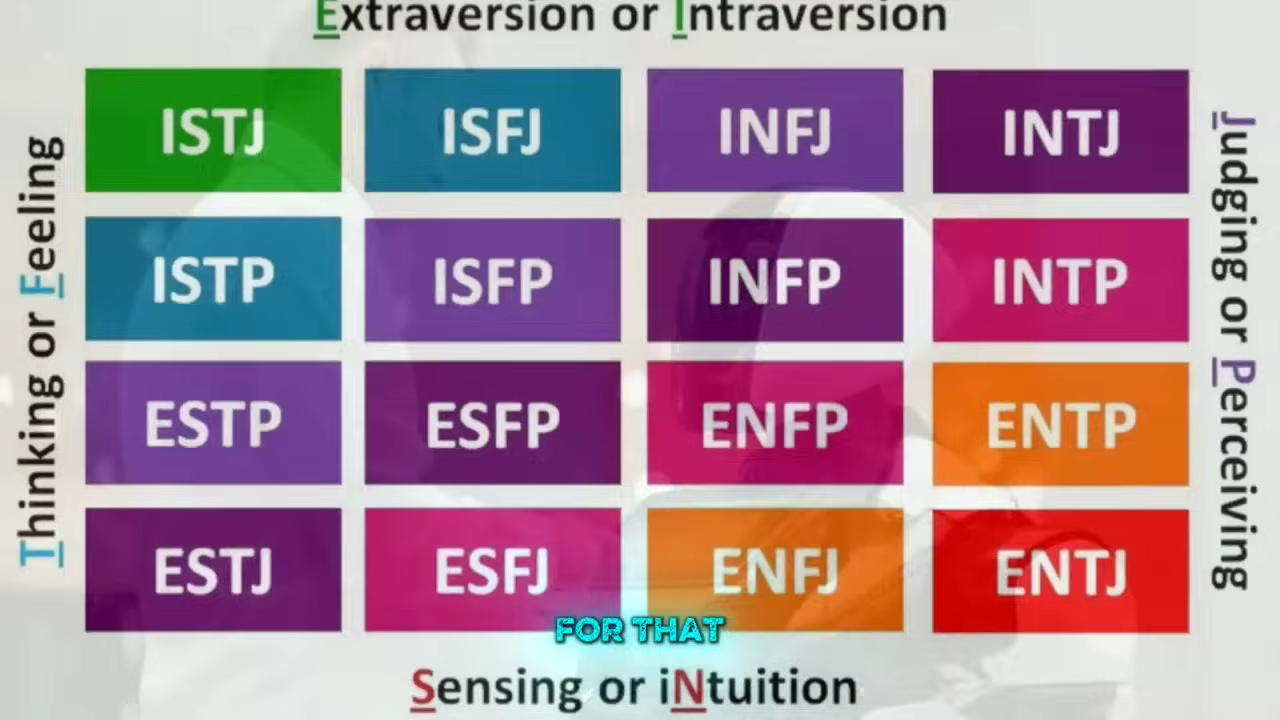 Extraversion or Intraversion
Thinking or Feeling
ISTJ ISFJ INFJ INTJ
ISTP ISFP INFP INTP
ESTP ESFP ENFP ENTP
ESTJ ESFJ ENFJ ENTJ
Judging or Perceiving
FOR THAT
Sensing or iNtuition